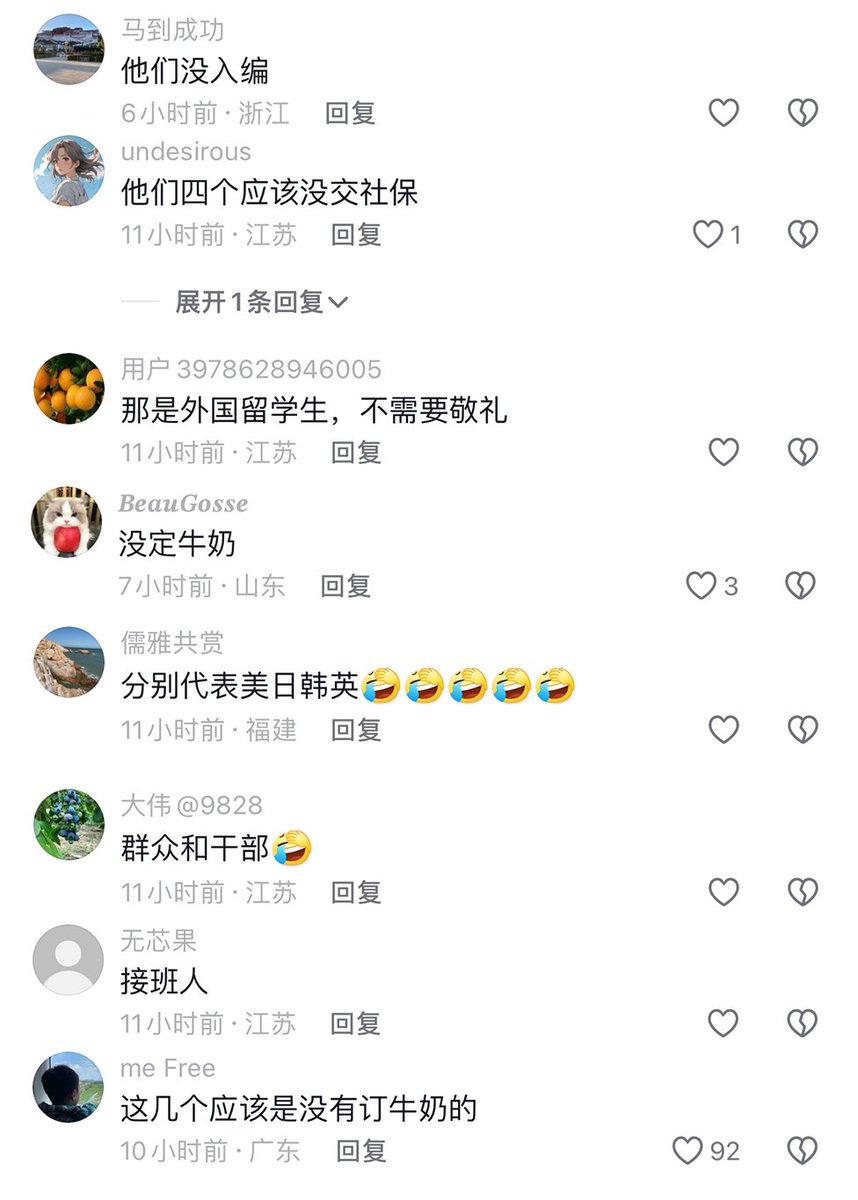 马到成功
他们没入编
6小时前·浙江 回复
undesirous
他们四个应该没交社保
11小时前·江苏 回复
1
展开1条回复
用户3978628946005
那是外国留学生，不需要敬礼
11小时前·江苏 回复
BeauGosse
没定牛奶
7小时前·山东 回复
3
儒雅共赏
分别代表美日韩英🤣🤣🤣🤣🤣
11小时前·福建 回复
大伟@9828
群众和干部🤣
11小时前·江苏 回复
无芯果
接班人
11小时前·江苏 回复
me Free
这几个应该是没有订牛奶的
10小时前·广东 回复
92